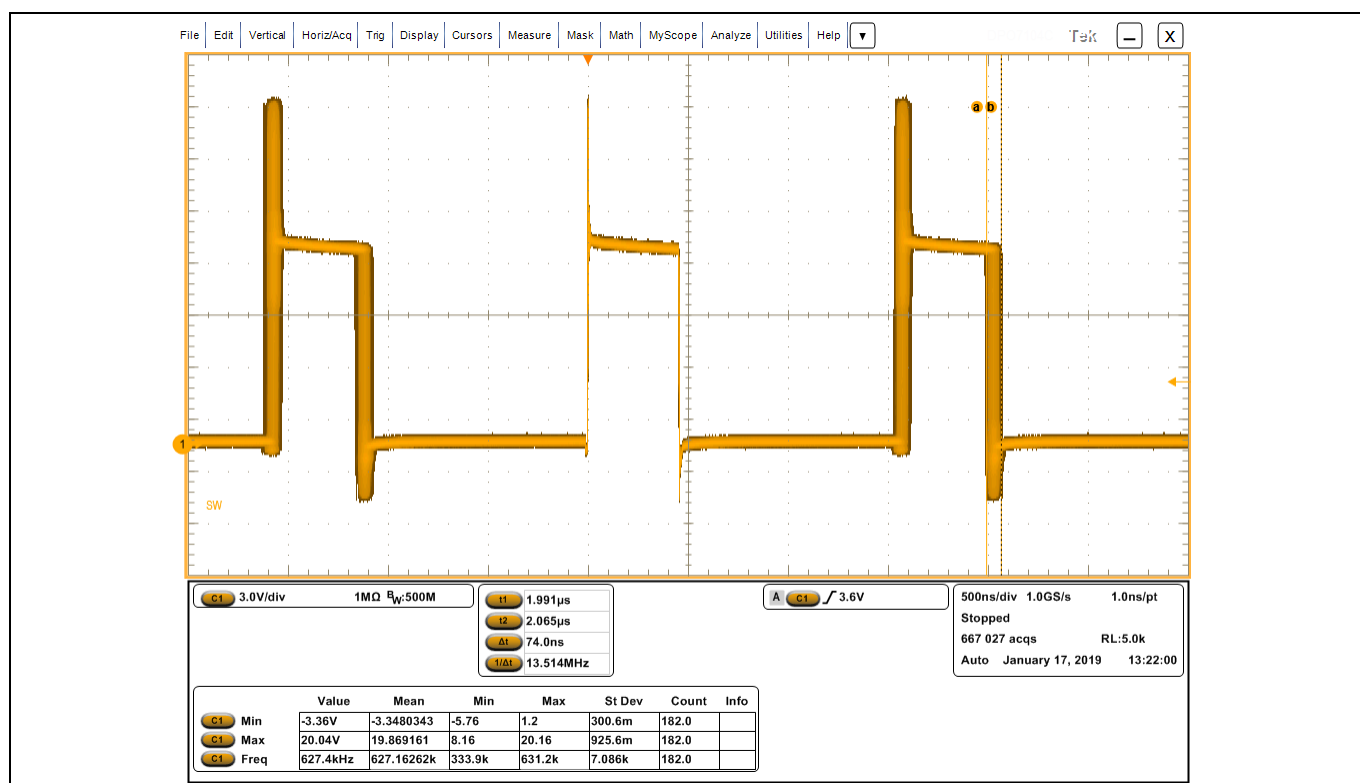 File Edit Vertical Horiz/Acq Trig Display Cursors Measure Mask Math MyScope Analyze Utilities Help ▼ Tek – X
a b
1
SW
C1 3.0V/div 1MΩ BW:500M
t1 1.991µs
t2 2.065µs
Δt 74.0ns
1/Δt 13.514MHz
A C1 3.6V
500ns/div 1.0GS/s 1.0ns/pt
Stopped
667 027 acqs RL:5.0k
Auto January 17, 2019 13:22:00
Value Mean Min Max St Dev Count Info
C1 Min -3.36V -3.3480343 -5.76 1.2 300.6m 182.0
C1 Max 20.04V 19.869161 8.16 20.16 925.6m 182.0
C1 Freq 627.4kHz 627.16262k 333.9k 631.2k 7.086k 182.0